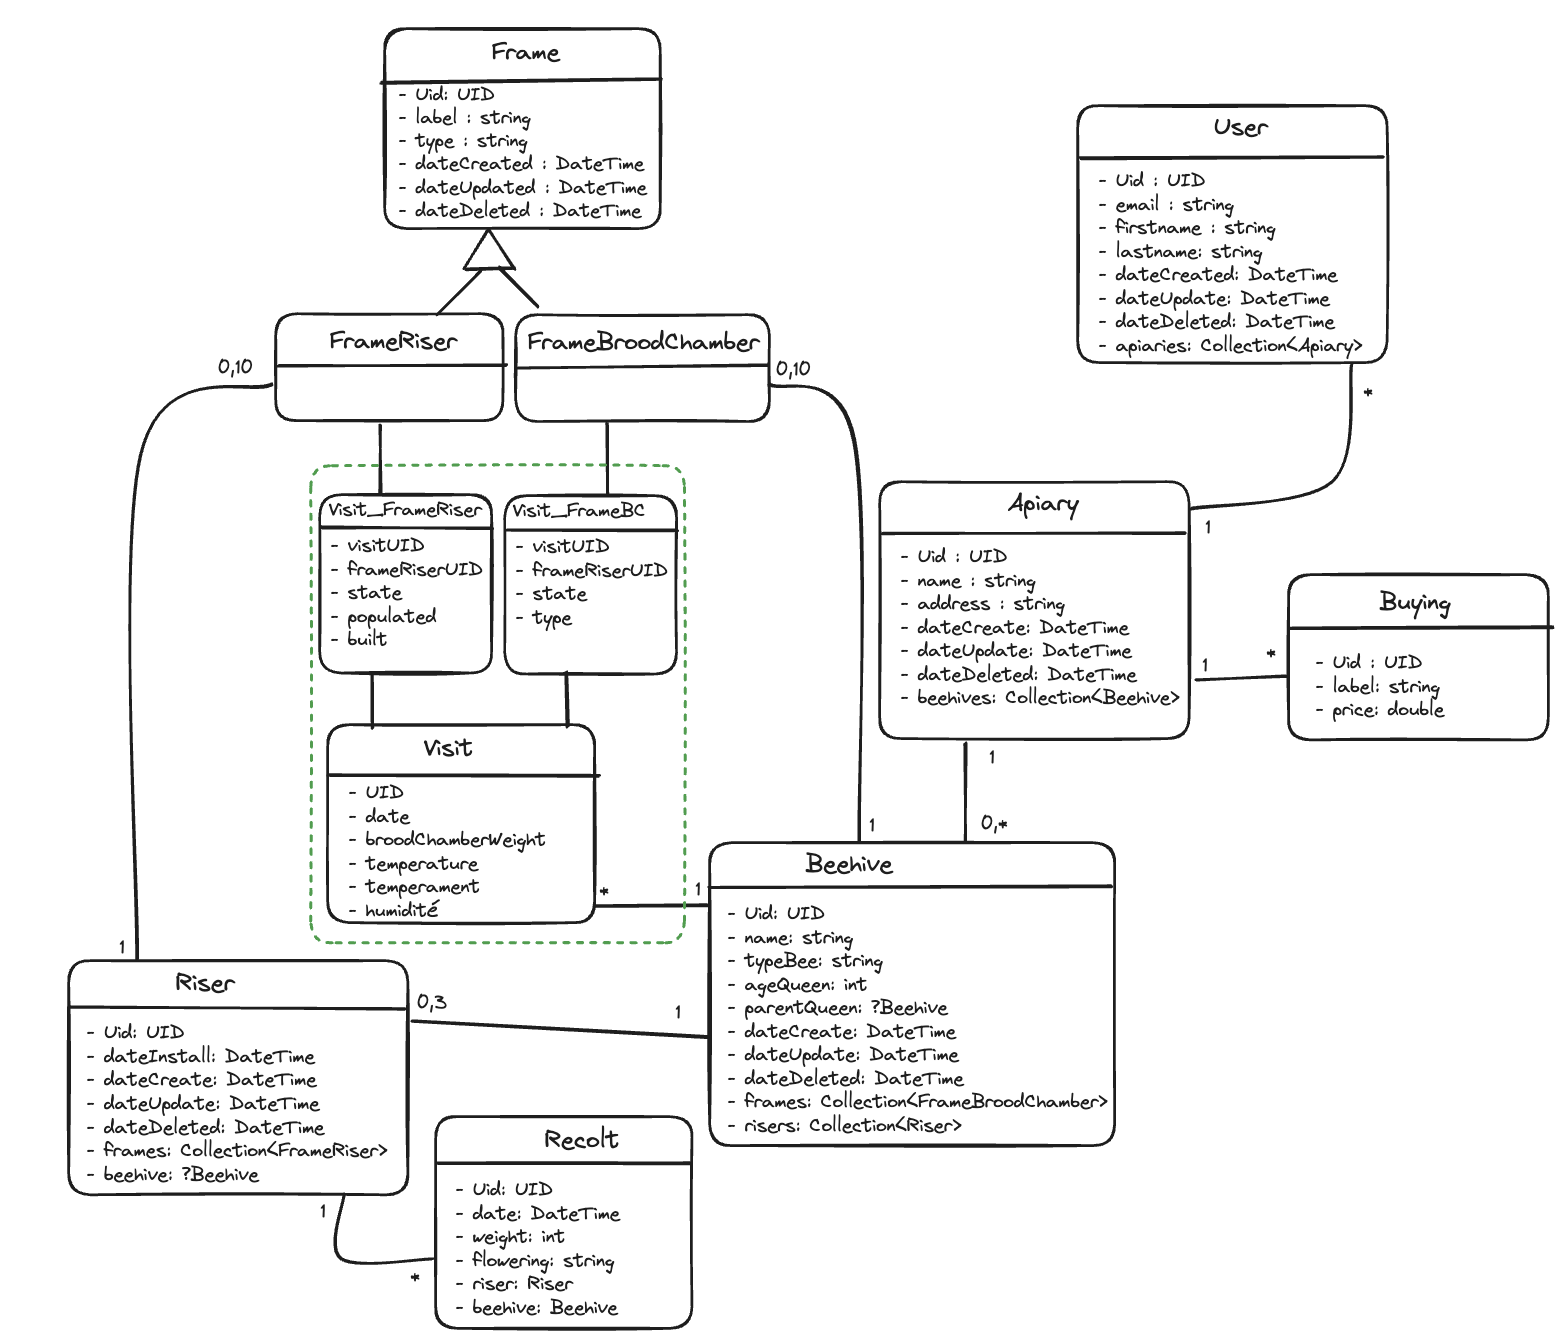 Frame
- Uid: UID
- label : string
- type : string
- dateCreated : DateTime
- dateUpdated : DateTime
- dateDeleted : DateTime
User
- Uid : UID
- email : string
- firstname : string
- lastname: string
- dateCreated: DateTime
- dateUpdate: DateTime
- dateDeleted: DateTime
- apiaries: Collection<Apiary>
*
1
FrameRiser
0,10
FrameBroodChamber
0,10
Visit_FrameRiser
- visitUID
- frameRiserUID
- state
- populated
- built
Visit_FrameBC
- visitUID
- frameRiserUID
- state
- type
Apiary
- Uid : UID
- name : string
- address : string
- dateCreate: DateTime
- dateUpdate: DateTime
- dateDeleted: DateTime
- beehives: Collection<Beehive>
1
*
Buying
- Uid : UID
- label: string
- price: double
1
0,*
1
Visit
- UID
- date
- broodChamberWeight
- temperature
- temperament
- humidité
*
1
Beehive
- Uid: UID
- name: string
- typeBee: string
- ageQueen: int
- parentQueen: ?Beehive
- dateCreate: DateTime
- dateUpdate: DateTime
- dateDeleted: DateTime
- frames: Collection<FrameBroodChamber>
- risers: Collection<Riser>
1
Riser
- Uid: UID
- dateInstall: DateTime
- dateCreate: DateTime
- dateUpdate: DateTime
- dateDeleted: DateTime
- frames: Collection<FrameRiser>
- beehive: ?Beehive
0,3
1
1
*
Recolt
- Uid: UID
- date: DateTime
- weight: int
- flowering: string
- riser: Riser
- beehive: Beehive